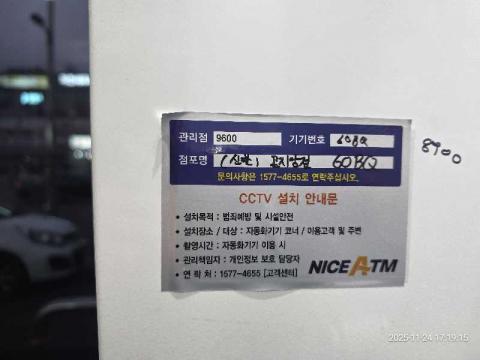 관리점 9600 기기번호 60BQ
점포명 (신한) 60BQ
문의사항은 1577-4655로 연락주십시오.
8900
CCTV 설치 안내문
• 설치목적 : 범죄예방 및 시설안전
• 설치장소 / 대상 : 자동화기기 코너 / 이용고객 및 주변
• 촬영시간 : 자동화기기 이용 시
• 관리책임자 : 개인정보 보호 담당자
• 연 락 처 : 1577-4655 [고객센터]
NICE ATM
2025-11-24 17:19:15